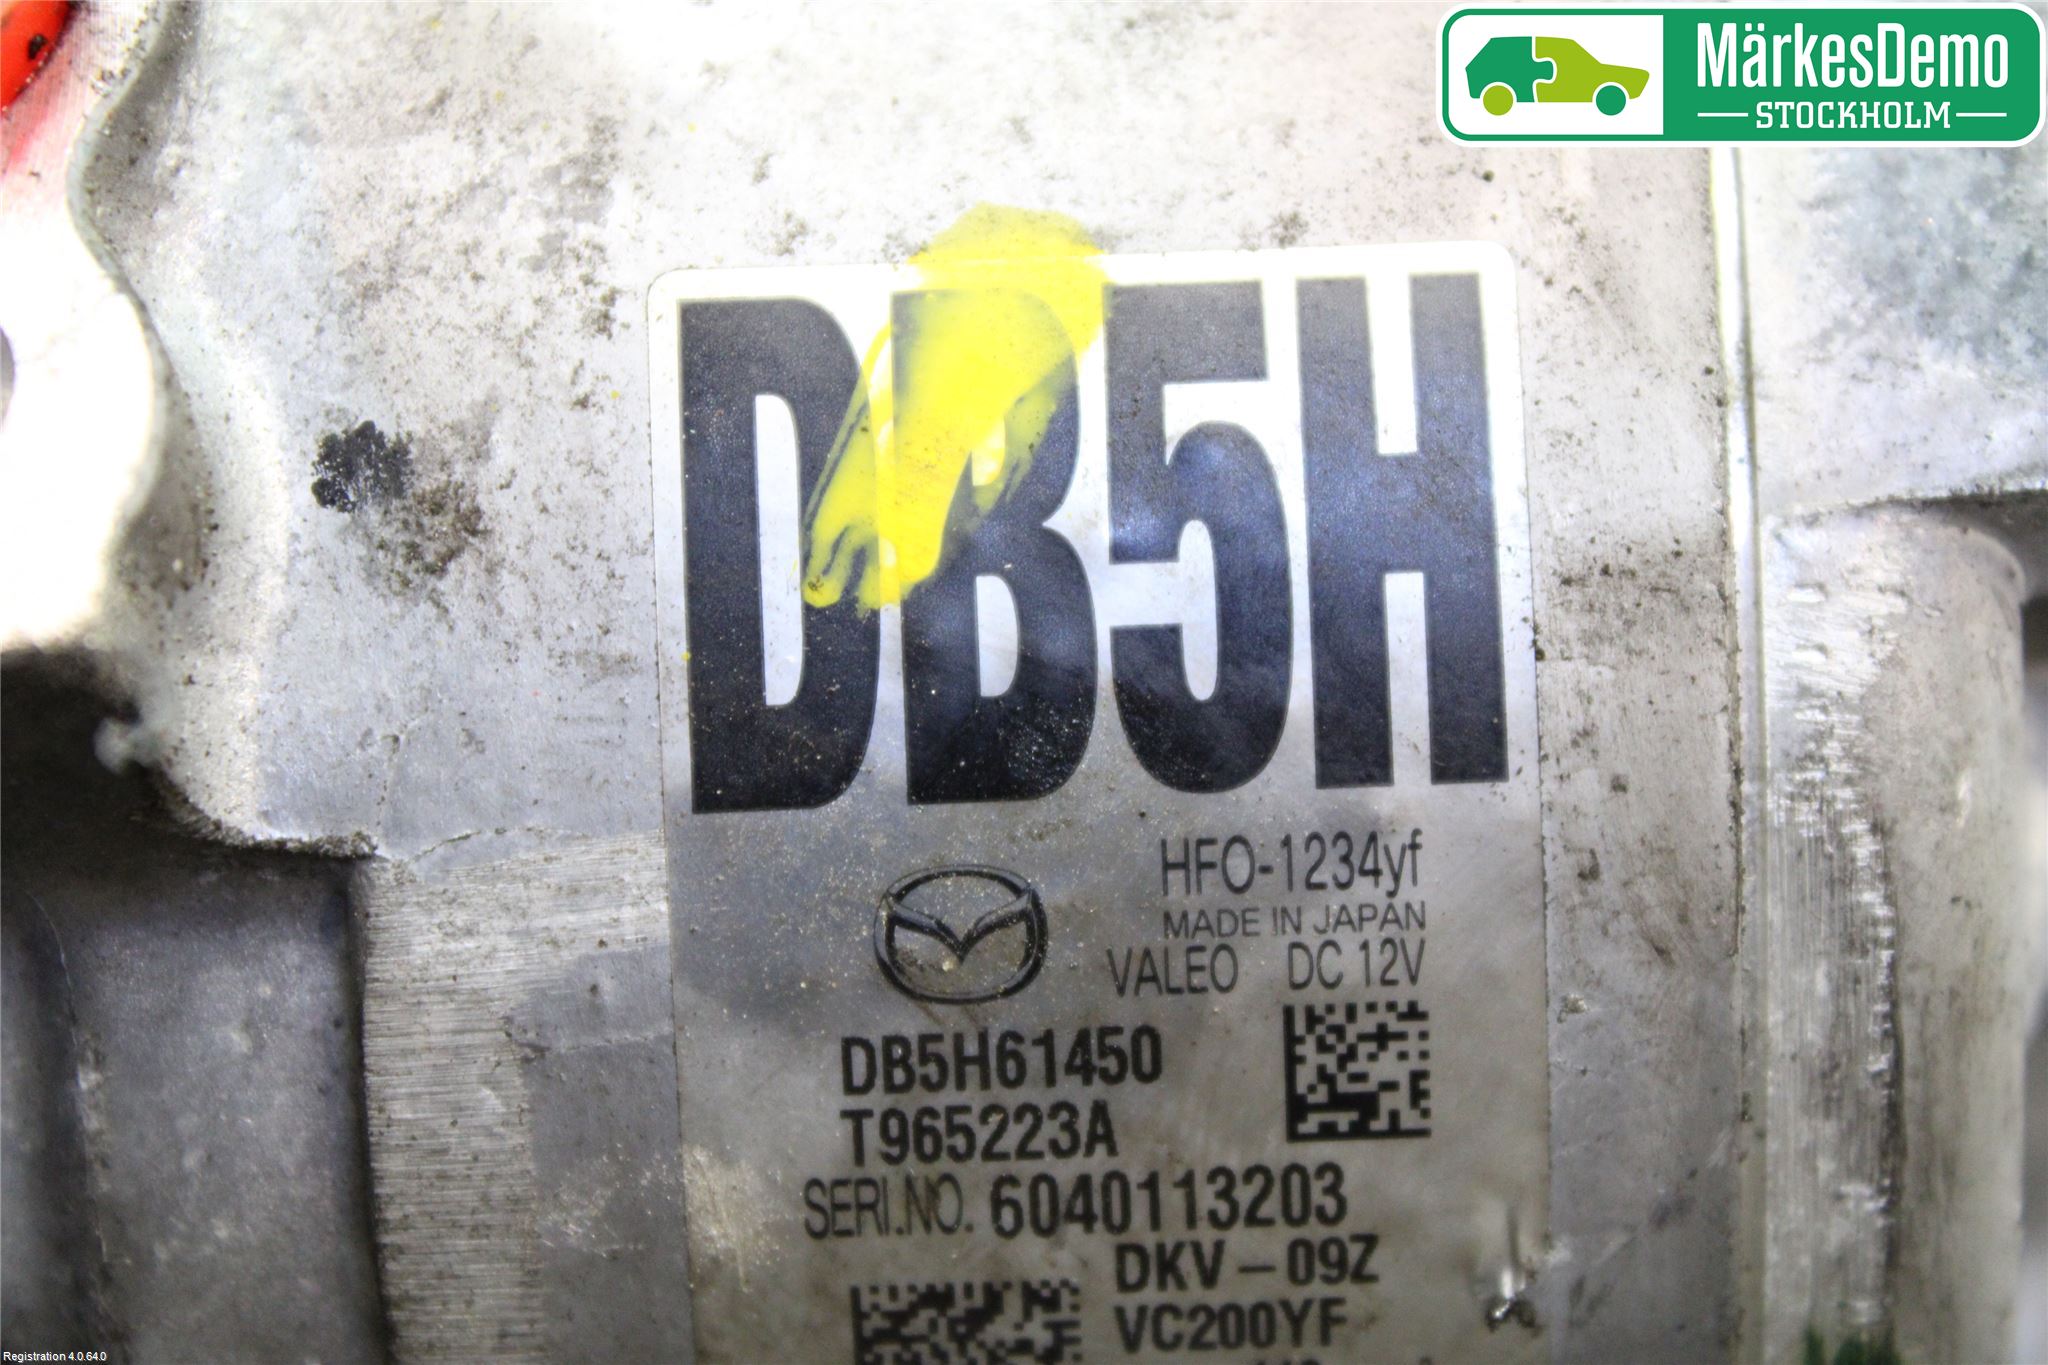 MärkesDemo
STOCKHOLM
DB5H
HFO-1234yf
MADE IN JAPAN
VALEO DC 12V
DB5H61450
T965223A
SERI.NO. 6040113203
DKV-09Z
VC200YF
Registration 4.0.64.0